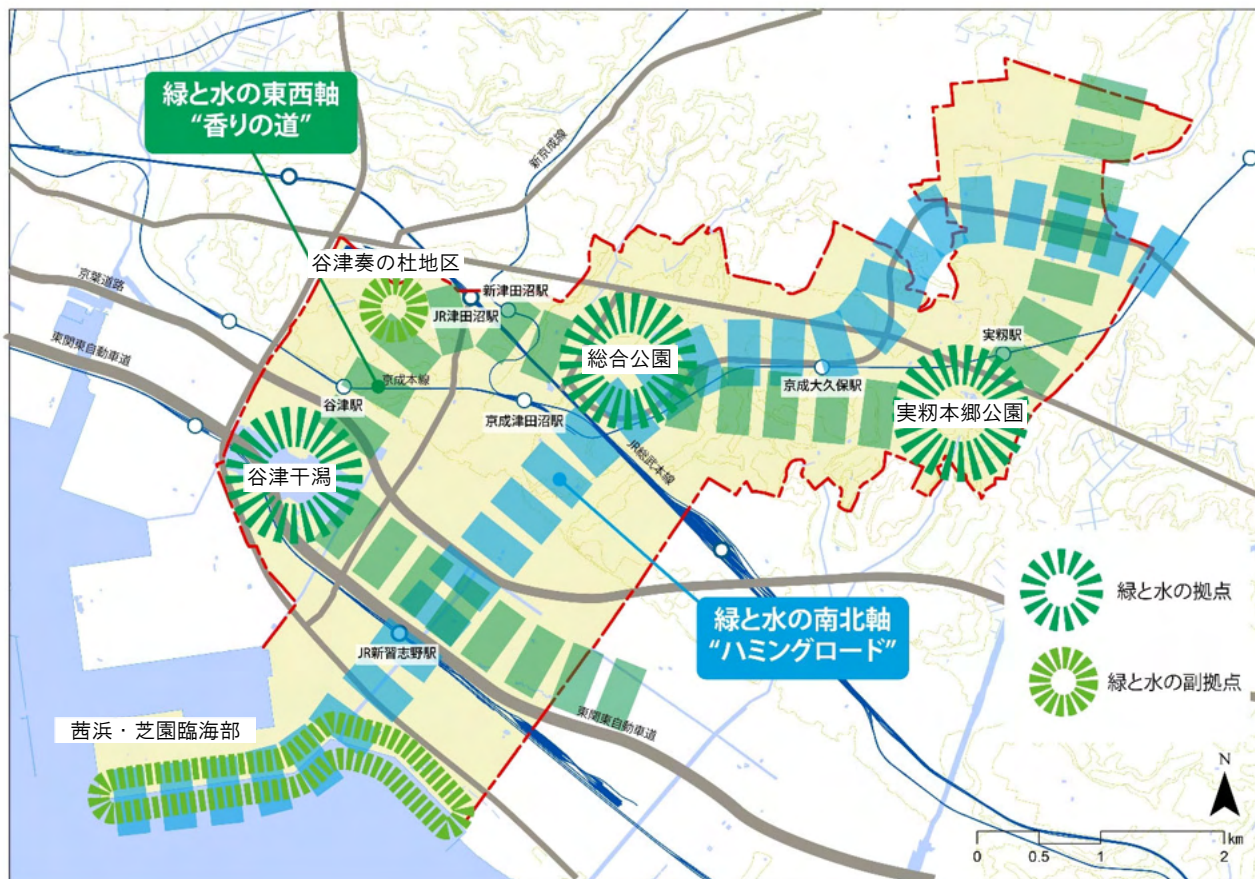 緑と水の東西軸
“香りの道”
新京成線
谷津奏の杜地区
新津田沼駅
JR津田沼駅
京葉道路
東関東自動車道
京成本線
谷津駅
総合公園
実籾駅
京成大久保駅
京成津田沼駅
実籾本郷公園
JR総武本線
谷津干潟
緑と水の南北軸
“ハミングロード”
緑と水の拠点
JR新習志野駅
緑と水の副拠点
東関東自動車道
茜浜・芝園臨海部
N
km
0 0.5 1 2